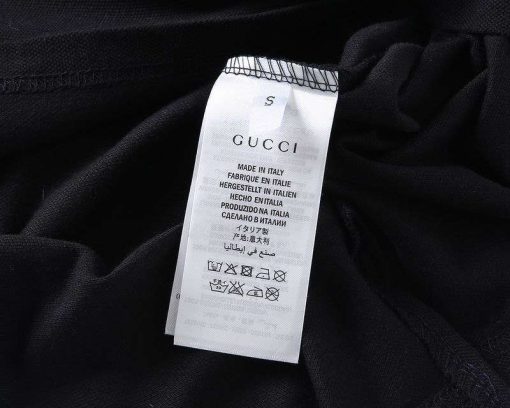 S
GUCCI
MADE IN ITALY
FABRIQUE EN ITALIE
HERGESTELLT IN ITALIEN
HECHO EN ITALIA
PRODUZIDO NA ITALIA
СДЕЛАНО В ИТАЛИИ
イタリア製
产地:意大利
صنع في إيطاليا